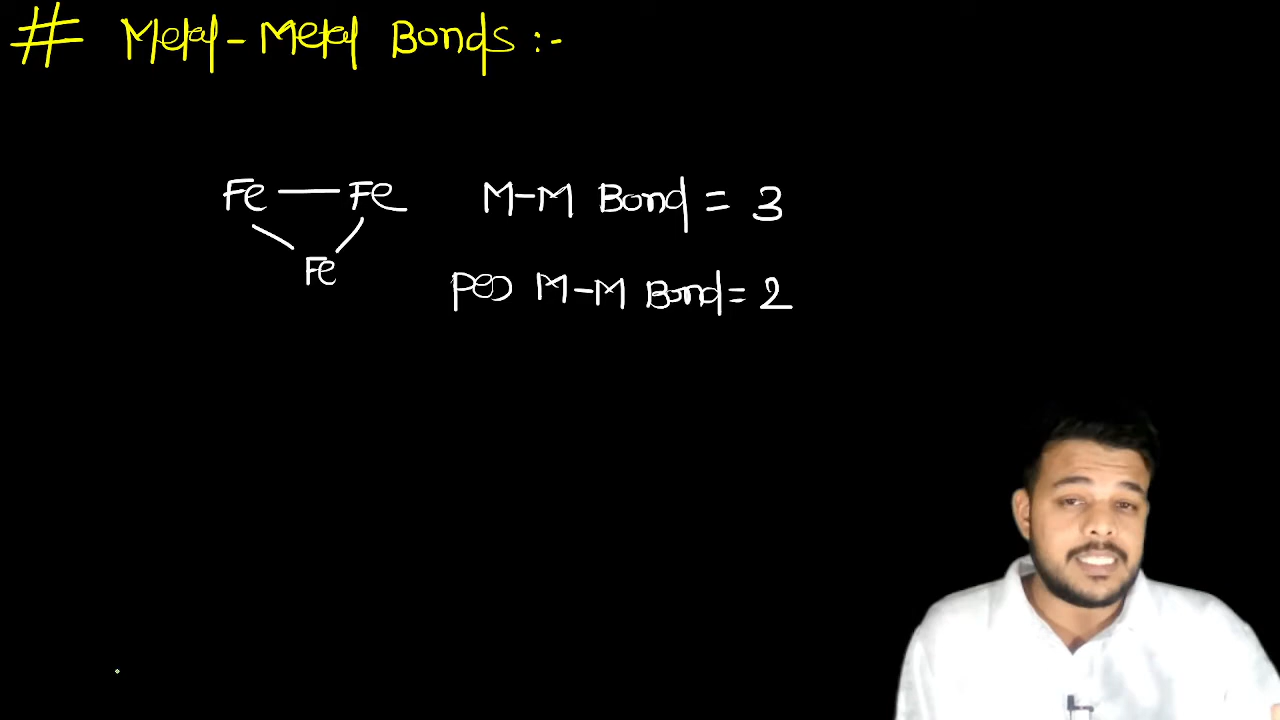 # Metal-Metal Bonds :-
Fe — Fe M-M Bond = 3
Fe
per M-M Bond = 2